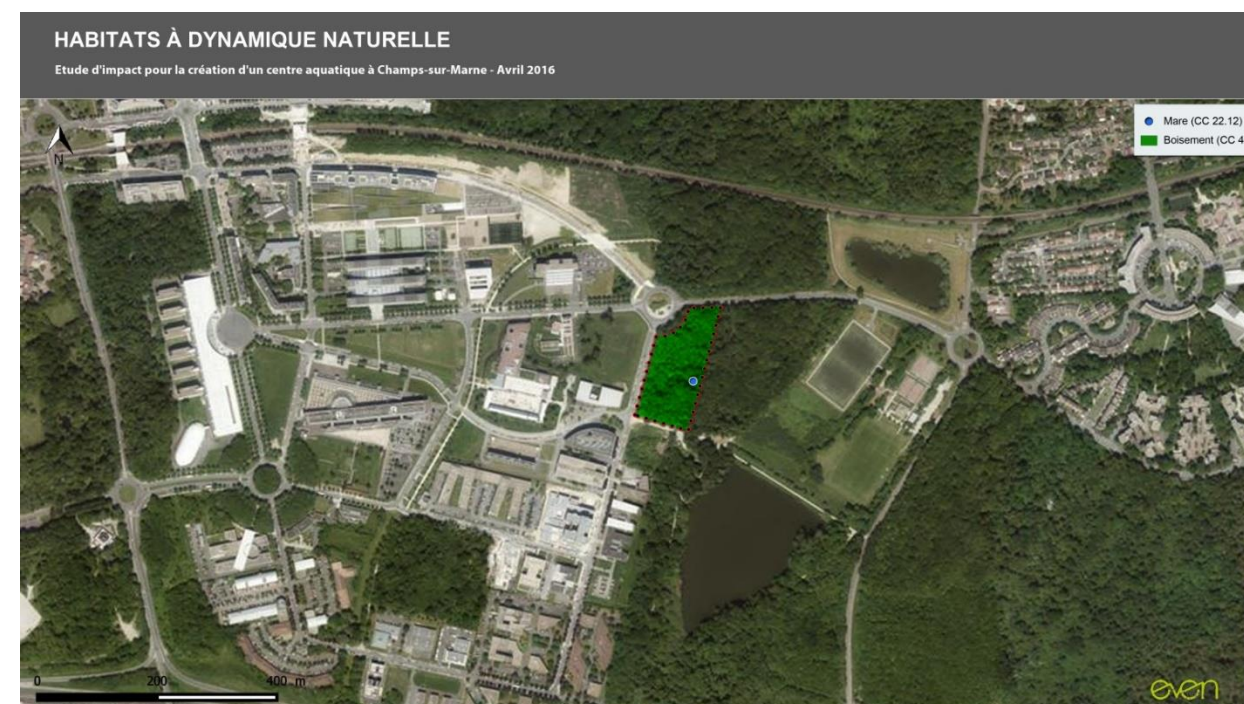 HABITATS À DYNAMIQUE NATURELLE
Etude d'impact pour la création d'un centre aquatique à Champs-sur-Marne - Avril 2016
N
Mare (CC 22.12)
Boisement (CC 4
0 200 400 m
even